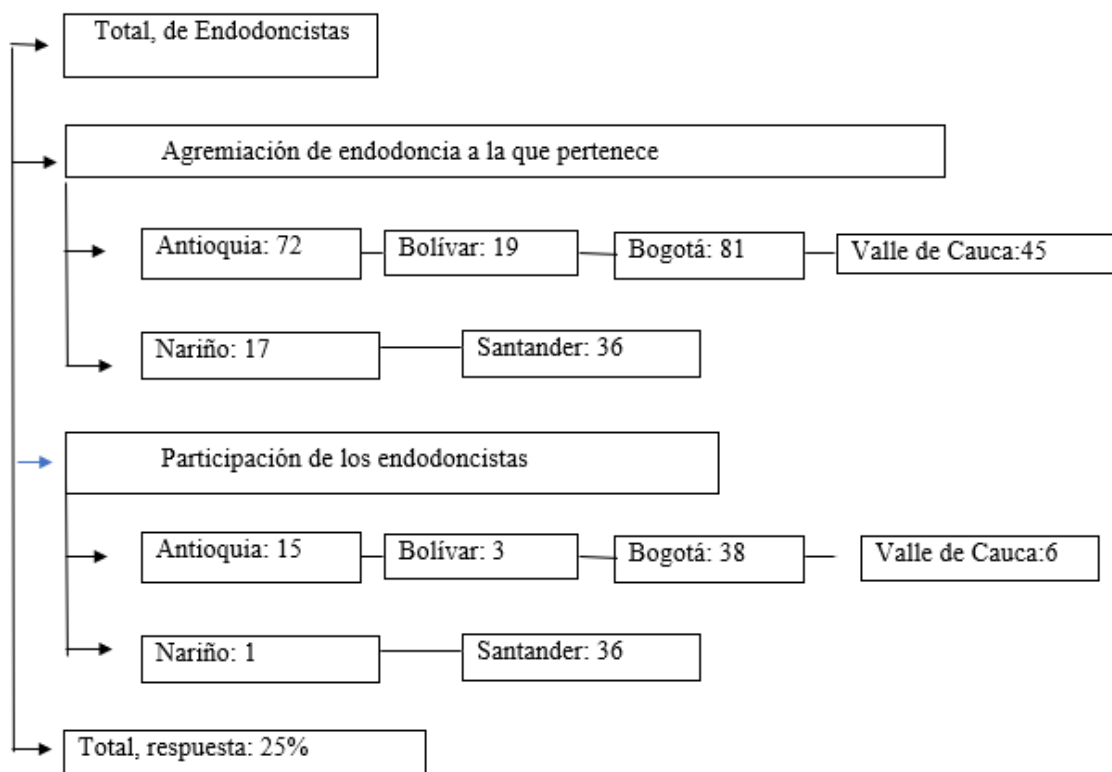 Total, de Endodoncistas
Agremiación de endodoncia a la que pertenece
Antioquia: 72
Bolívar: 19
Bogotá: 81
Valle de Cauca:45
Nariño: 17
Santander: 36
Participación de los endodoncistas
Antioquia: 15
Bolívar: 3
Bogotá: 38
Valle de Cauca:6
Nariño: 1
Santander: 36
Total, respuesta: 25%